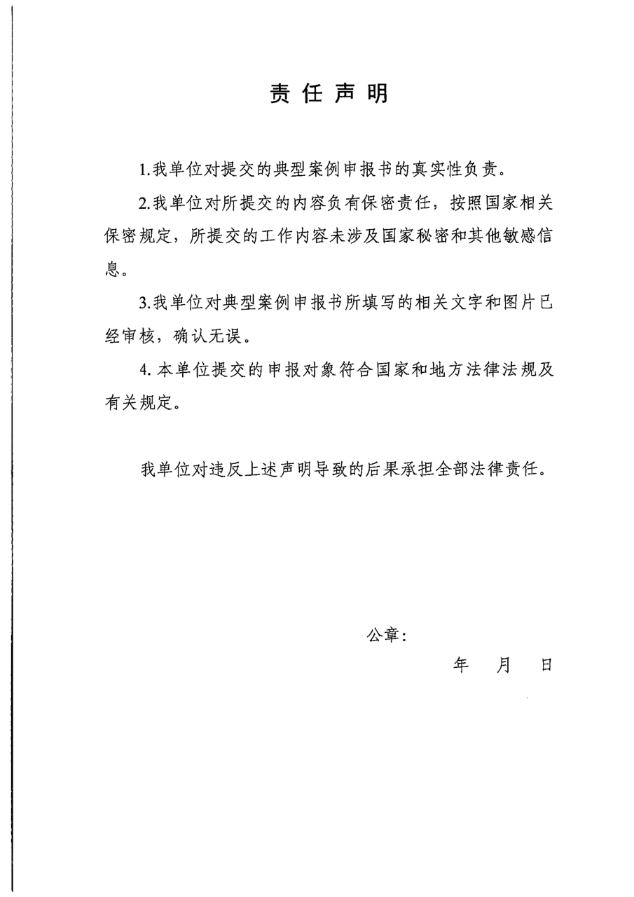 责任声明
1.我单位对提交的典型案例申报书的真实性负责。
2.我单位对所提交的内容负有保密责任，按照国家相关
保密规定，所提交的工作内容未涉及国家秘密和其他敏感信
息。
3.我单位对典型案例申报书所填写的相关文字和图片已
经审核，确认无误。
4. 本单位提交的申报对象符合国家和地方法律法规及
有关规定。
我单位对违反上述声明导致的后果承担全部法律责任。
公章：
年 月 日